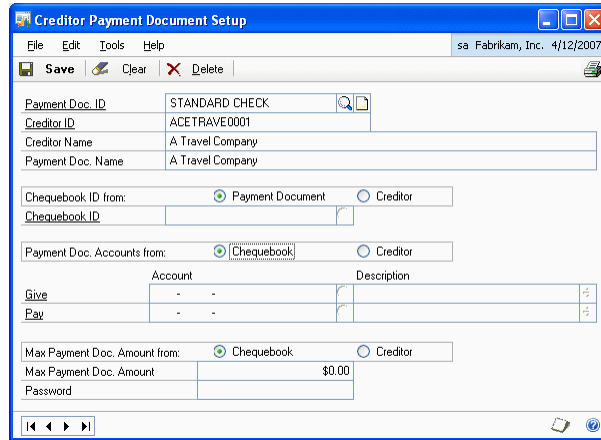 Creditor Payment Document Setup
File Edit Tools Help sa Fabrikam, Inc. 4/12/2007
Save Clear Delete
Payment Doc. ID STANDARD CHECK
Creditor ID ACETRAVE0001
Creditor Name A Travel Company
Payment Doc. Name A Travel Company
Chequebook ID from: Payment Document Creditor
Chequebook ID
Payment Doc. Accounts from: Chequebook Creditor
Account Description
Give - -
Pay - -
Max Payment Doc. Amount from: Chequebook Creditor
Max Payment Doc. Amount $0.00
Password